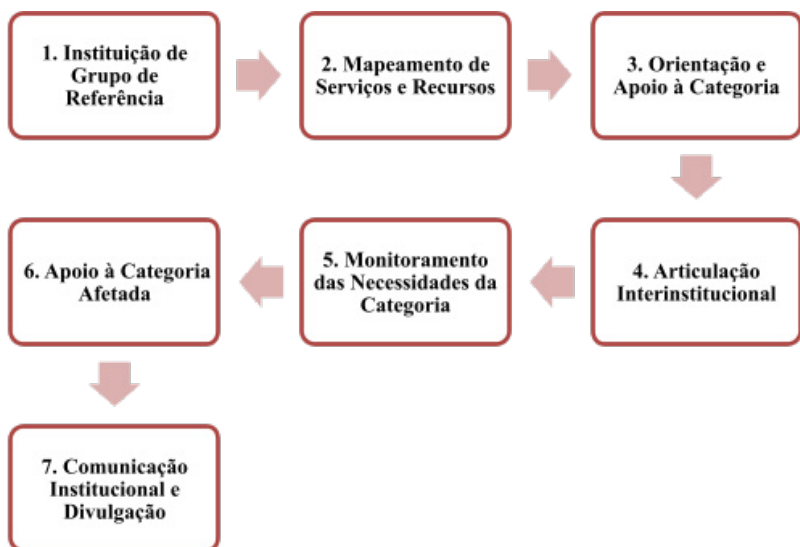 1. Instituição de
Grupo de
Referência
2. Mapeamento de
Serviços e Recursos
3. Orientação e
Apoio à Categoria
4. Articulação
Interinstitucional
5. Monitoramento
das Necessidades da
Categoria
6. Apoio à Categoria
Afetada
7. Comunicação
Institucional e
Divulgação